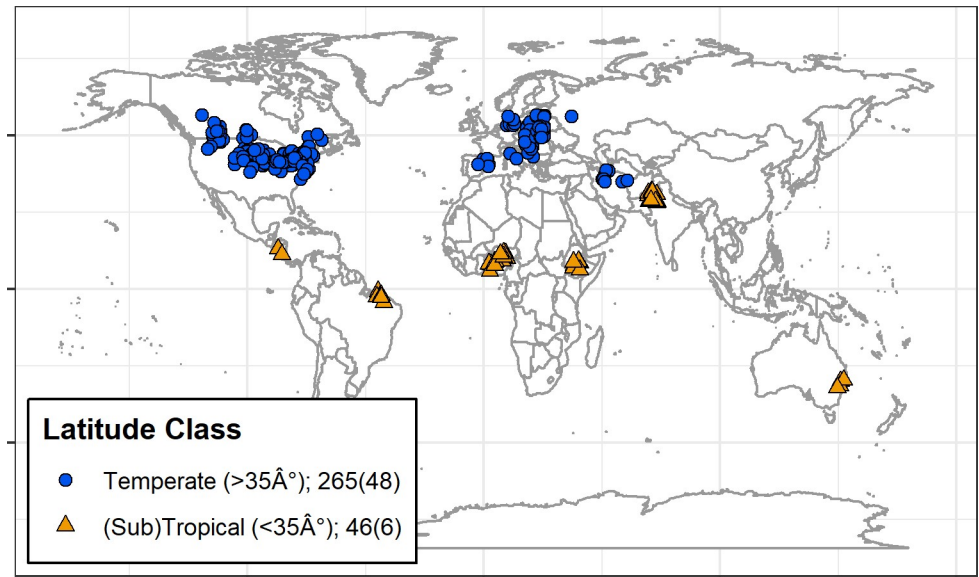 Latitude Class
Temperate (>35Â°); 265(48)
(Sub)Tropical (<35Â°); 46(6)